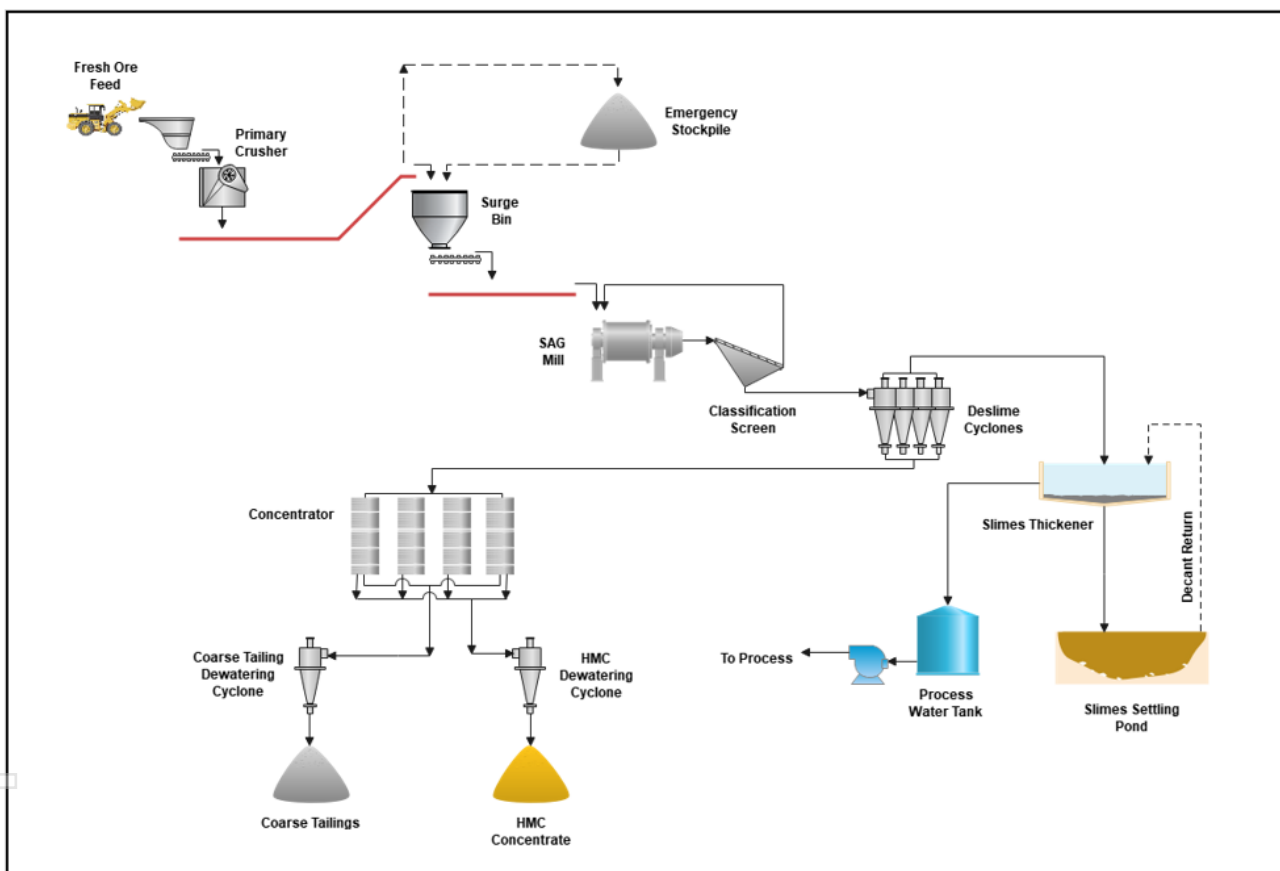 Fresh Ore
Feed
Primary
Crusher
Emergency
Stockpile
Surge
Bin
SAG
Mill
Classification
Screen
Deslime
Cyclones
Concentrator
Slimes Thickener
Decant Return
Coarse Tailing
Dewatering
Cyclone
HMC
Dewatering
Cyclone
To Process
Process
Water Tank
Slimes Settling
Pond
Coarse Tailings
HMC
Concentrate